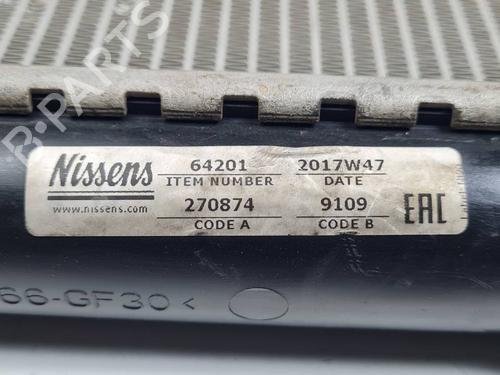 B-PARTS
Nissens
www.nissens.com
64201
ITEM NUMBER
2017W47
DATE
270874
CODE A
9109
CODE B
EAC
66-GF30<